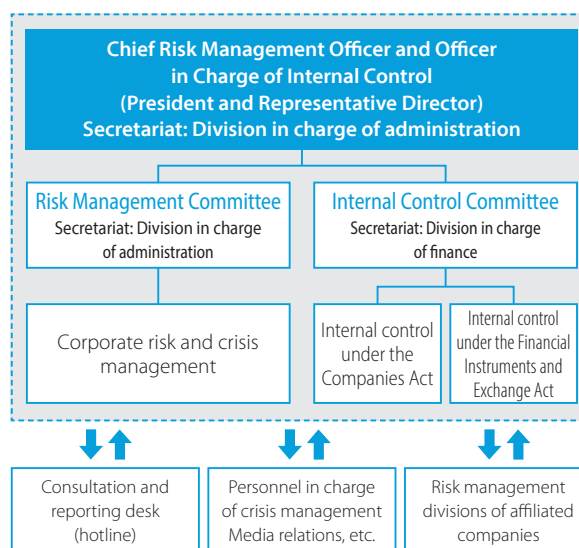 Chief Risk Management Officer and Officer
in Charge of Internal Control
(President and Representative Director)
Secretariat: Division in charge of administration
Risk Management Committee
Secretariat: Division in charge
of administration
Internal Control Committee
Secretariat: Division in charge
of finance
Corporate risk and crisis
management
Internal control
under the
Companies Act
Internal control
under the Financial
Instruments and
Exchange Act
Consultation and
reporting desk
(hotline)
Personnel in charge
of crisis management
Media relations, etc.
Risk management
divisions of affiliated
companies